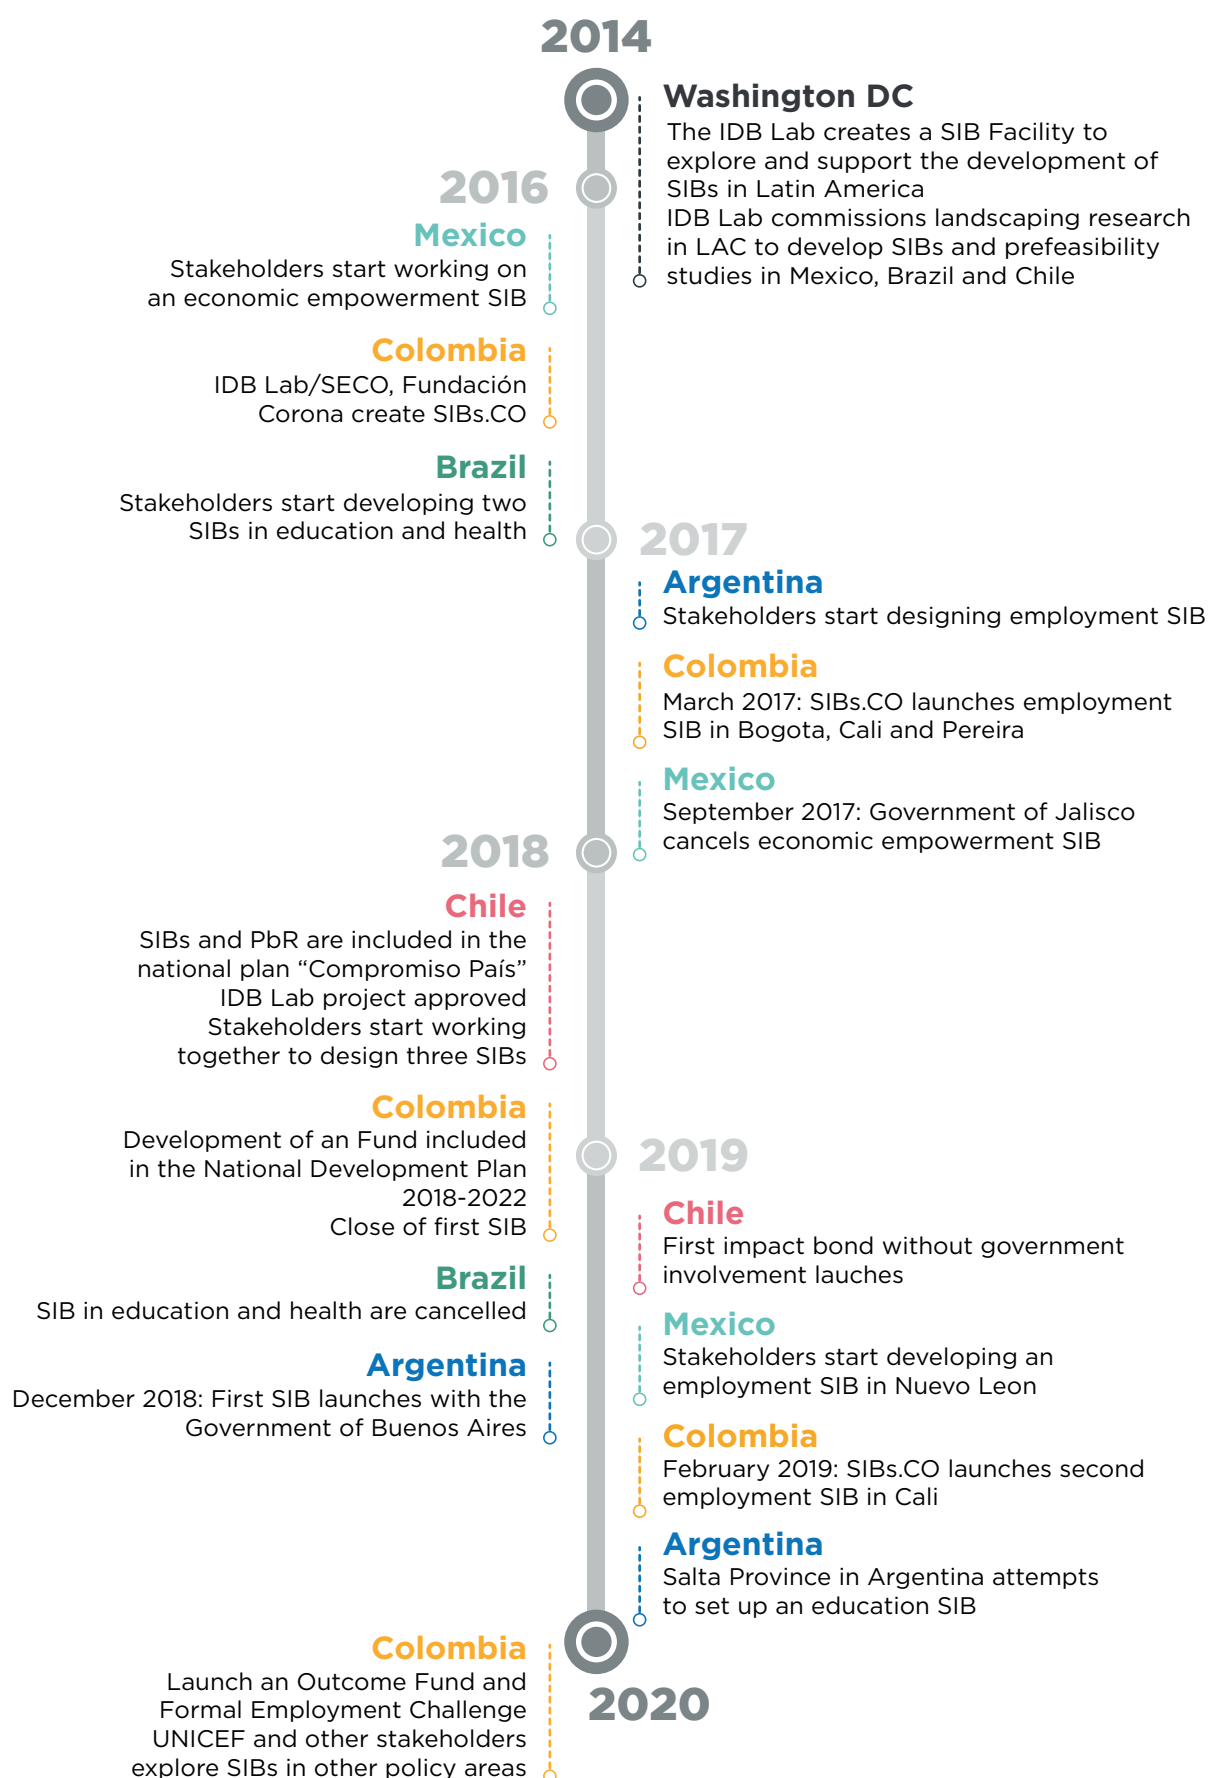 2014
Washington DC
The IDB Lab creates a SIB Facility to
explore and support the development of
SIBs in Latin America
IDB Lab commissions landscaping research
in LAC to develop SIBs and prefeasibility
studies in Mexico, Brazil and Chile
2016
Mexico
Stakeholders start working on
an economic empowerment SIB
Colombia
IDB Lab/SECO, Fundación
Corona create SIBs.CO
Brazil
Stakeholders start developing two
SIBs in education and health
2017
Argentina
Stakeholders start designing employment SIB
Colombia
March 2017: SIBs.CO launches employment
SIB in Bogota, Cali and Pereira
Mexico
September 2017: Government of Jalisco
cancels economic empowerment SIB
2018
Chile
SIBs and PbR are included in the
national plan “Compromiso País”
IDB Lab project approved
Stakeholders start working
together to design three SIBs
Colombia
Development of an Fund included
in the National Development Plan
2018-2022
Close of first SIB
Brazil
SIB in education and health are cancelled
Argentina
December 2018: First SIB launches with the
Government of Buenos Aires
2019
Chile
First impact bond without government
involvement lauches
Mexico
Stakeholders start developing an
employment SIB in Nuevo Leon
Colombia
February 2019: SIBs.CO launches second
employment SIB in Cali
Argentina
Salta Province in Argentina attempts
to set up an education SIB
2020
Colombia
Launch an Outcome Fund and
Formal Employment Challenge
UNICEF and other stakeholders
explore SIBs in other policy areas